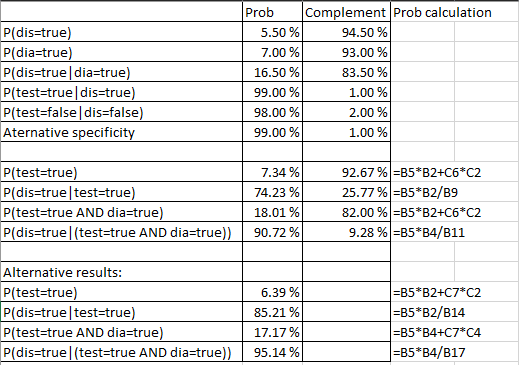 Prob Complement Prob calculation
P(dis=true) 5.50 % 94.50 %
P(dia=true) 7.00 % 93.00 %
P(dis=true|dia=true) 16.50 % 83.50 %
P(test=true|dis=true) 99.00 % 1.00 %
P(test=false|dis=false) 98.00 % 2.00 %
Aternative specificity 99.00 % 1.00 %
P(test=true) 7.34 % 92.67 % =B5*B2+C6*C2
P(dis=true|test=true) 74.23 % 25.77 % =B5*B2/B9
P(test=true AND dia=true) 18.01 % 82.00 % =B5*B2+C6*C2
P(dis=true|(test=true AND dia=true)) 90.72 % 9.28 % =B5*B4/B11
Alternative results:
P(test=true) 6.39 % =B5*B2+C7*C2
P(dis=true|test=true) 85.21 % =B5*B2/B14
P(test=true AND dia=true) 17.17 % =B5*B4+C7*C4
P(dis=true|(test=true AND dia=true)) 95.14 % =B5*B4/B17